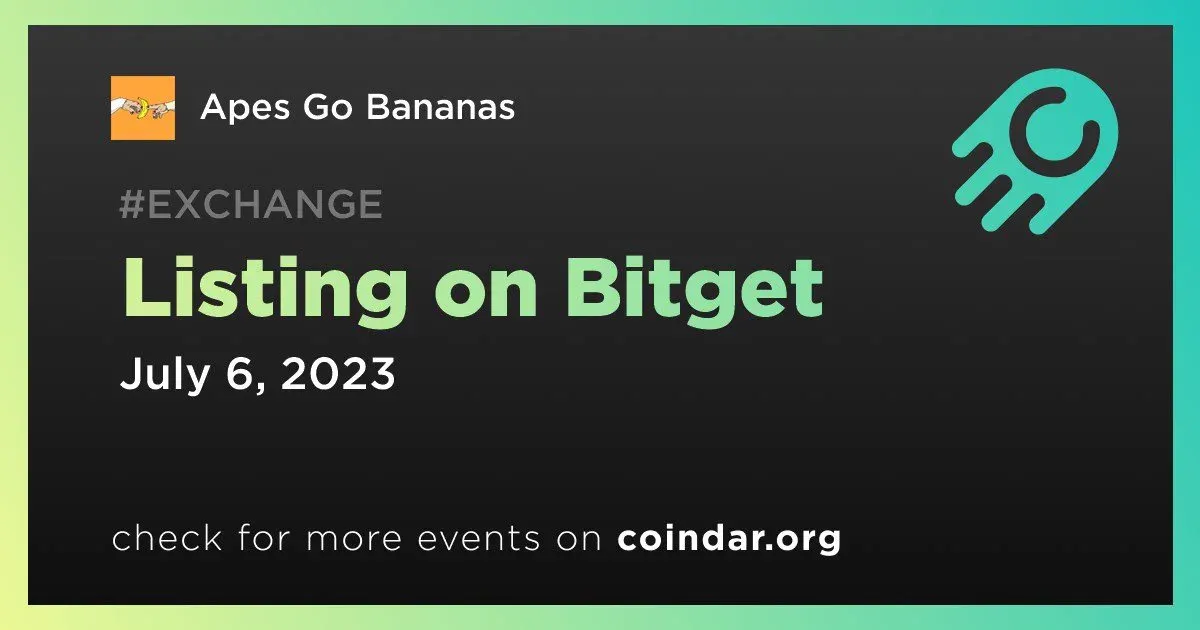 Apes Go Bananas
#EXCHANGE
Listing on Bitget
July 6, 2023
check for more events on coindar.org